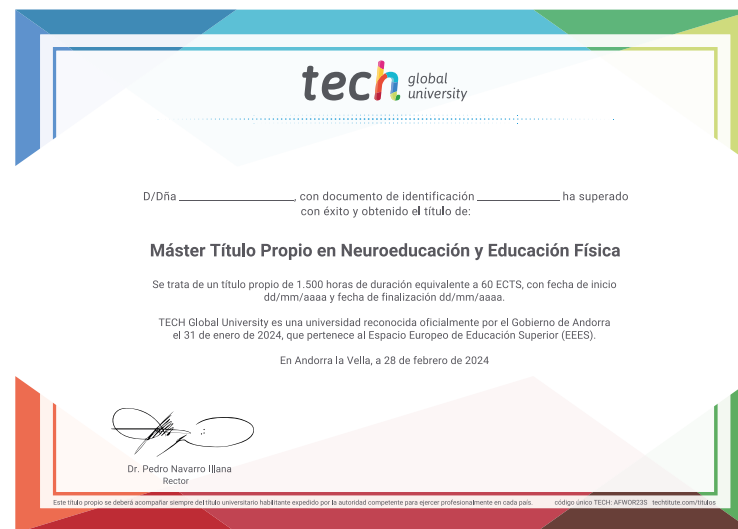 tech global
university
D/Dña ____________________, con documento de identificación ______________ ha superado
con éxito y obtenido el título de:
Máster Título Propio en Neuroeducación y Educación Física
Se trata de un título propio de 1.500 horas de duración equivalente a 60 ECTS, con fecha de inicio
dd/mm/aaaa y fecha de finalización dd/mm/aaaa.
TECH Global University es una universidad reconocida oficialmente por el Gobierno de Andorra
el 31 de enero de 2024, que pertenece al Espacio Europeo de Educación Superior (EEES).
En Andorra la Vella, a 28 de febrero de 2024
Dr. Pedro Navarro Illana
Rector
Este título propio se deberá acompañar siempre del título universitario habilitante expedido por la autoridad competente para ejercer profesionalmente en cada país. código único TECH: AFWOR23S techtitute.com/titulos